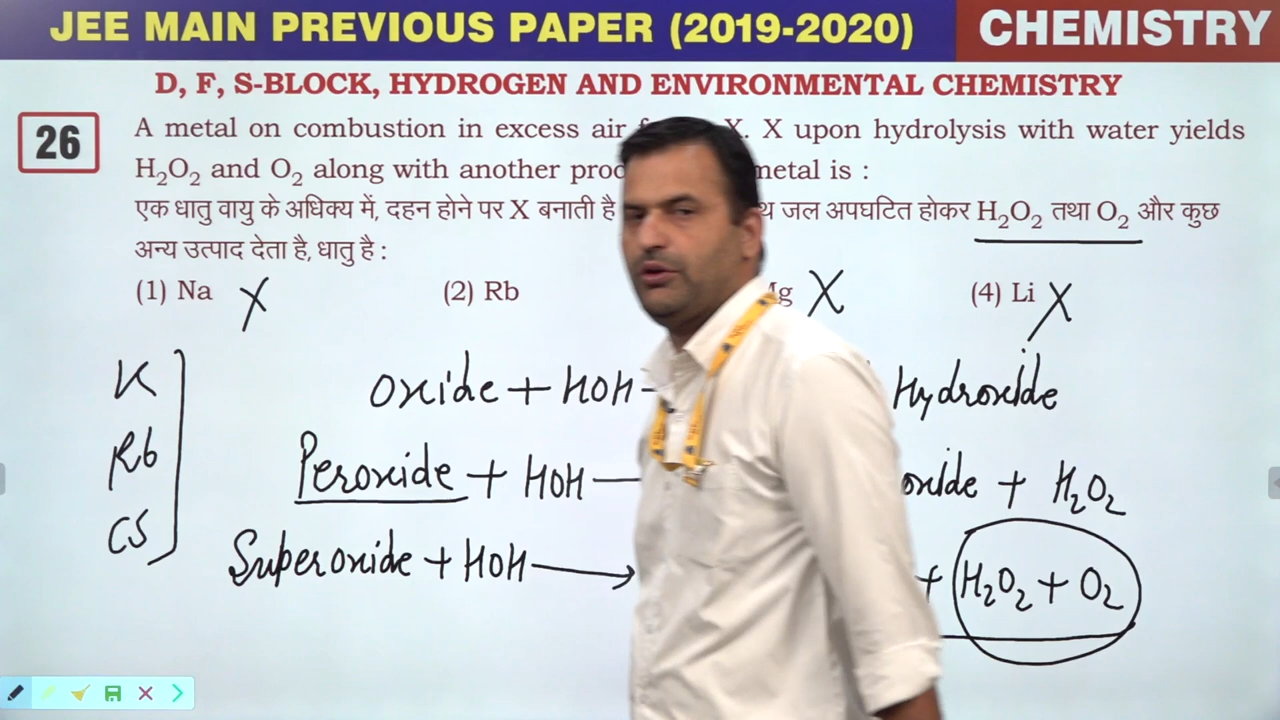 JEE MAIN PREVIOUS PAPER (2019-2020) CHEMISTRY
D, F, S-BLOCK, HYDROGEN AND ENVIRONMENTAL CHEMISTRY
26
A metal on combustion in excess air X. X upon hydrolysis with water yields
H₂O₂ and O₂ along with another metal is :
एक धातु वायु के अधिक्य में, दहन होने पर X बनाती है जल अपघटित होकर H₂O₂ तथा O₂ और कुछ
अन्य उत्पाद देता है, धातु है :
(1) Na X (2) Rb Mg X (4) Li X
K
Rb
CS
Oxide + HOH Hydroxide
Peroxide + HOH + H₂O₂
Superoxide + HOH → + H₂O₂ + O₂